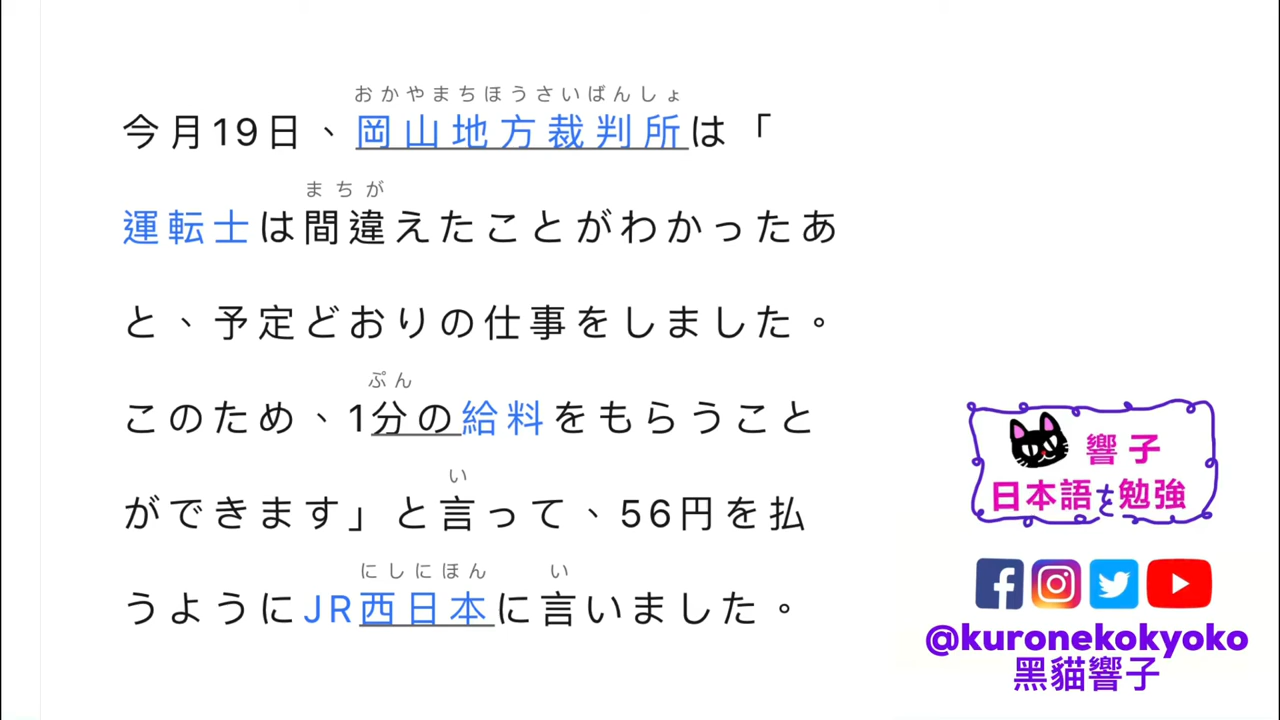 おかやまちほうさいばんしょ
今月19日、岡山地方裁判所は「
まちが
運転士は間違えたことがわかったあ
と、予定どおりの仕事をしました。
ぷん
このため、1分の給料をもらうこと
い
ができます」と言って、56円を払
にしにほん い
うようにJR西日本に言いました。
響子
日本語を勉強
@kuronekokyoko
黑貓響子